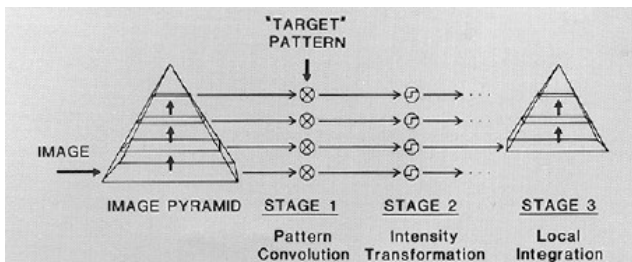 "TARGET"
PATTERN
IMAGE
IMAGE PYRAMID
STAGE 1
STAGE 2
STAGE 3
Pattern
Convolution
Intensity
Transformation
Local
Integration